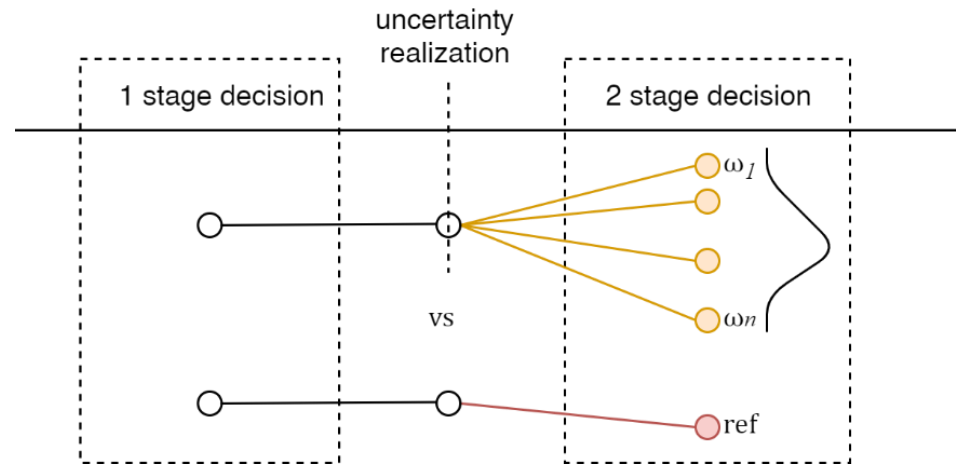 uncertainty
realization
1 stage decision
2 stage decision
ω1
vs
ωn
ref